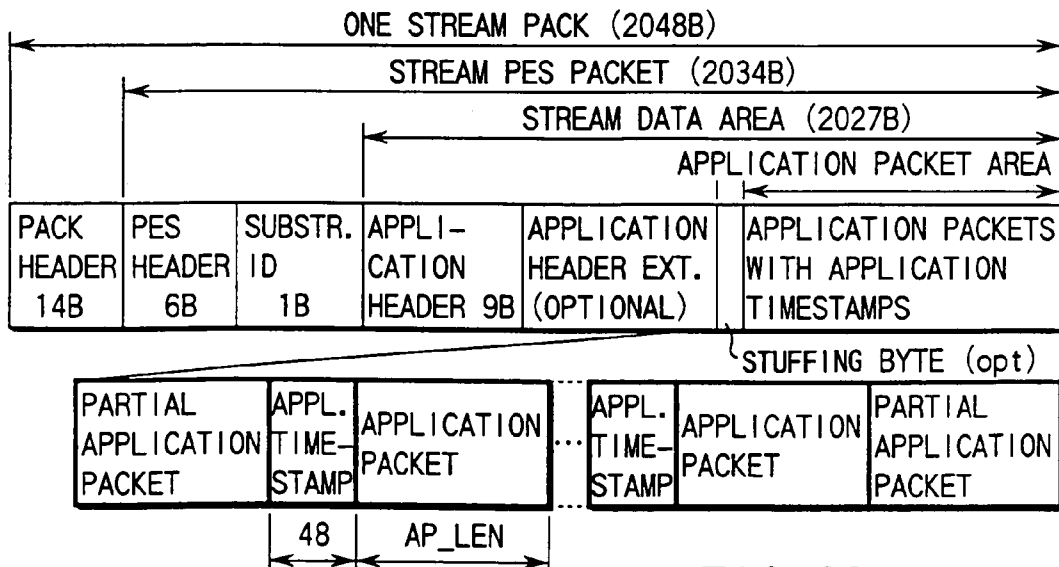 ONE STREAM PACK (2048B)
STREAM PES PACKET (2034B)
STREAM DATA AREA (2027B)
APPLICATION PACKET AREA
PACK
HEADER
14B
PES
HEADER
6B
SUBSTR.
ID
1B
APPLI-
CATION
HEADER 9B
APPLICATION
HEADER EXT.
(OPTIONAL)
APPLICATION PACKETS
WITH APPLICATION
TIMESTAMPS
STUFFING BYTE (opt)
PARTIAL
APPLICATION
PACKET
APPL.
TIME-
STAMP
APPLICATION
PACKET
...
APPL.
TIME-
STAMP
APPLICATION
PACKET
PARTIAL
APPLICATION
PACKET
48
AP_LEN